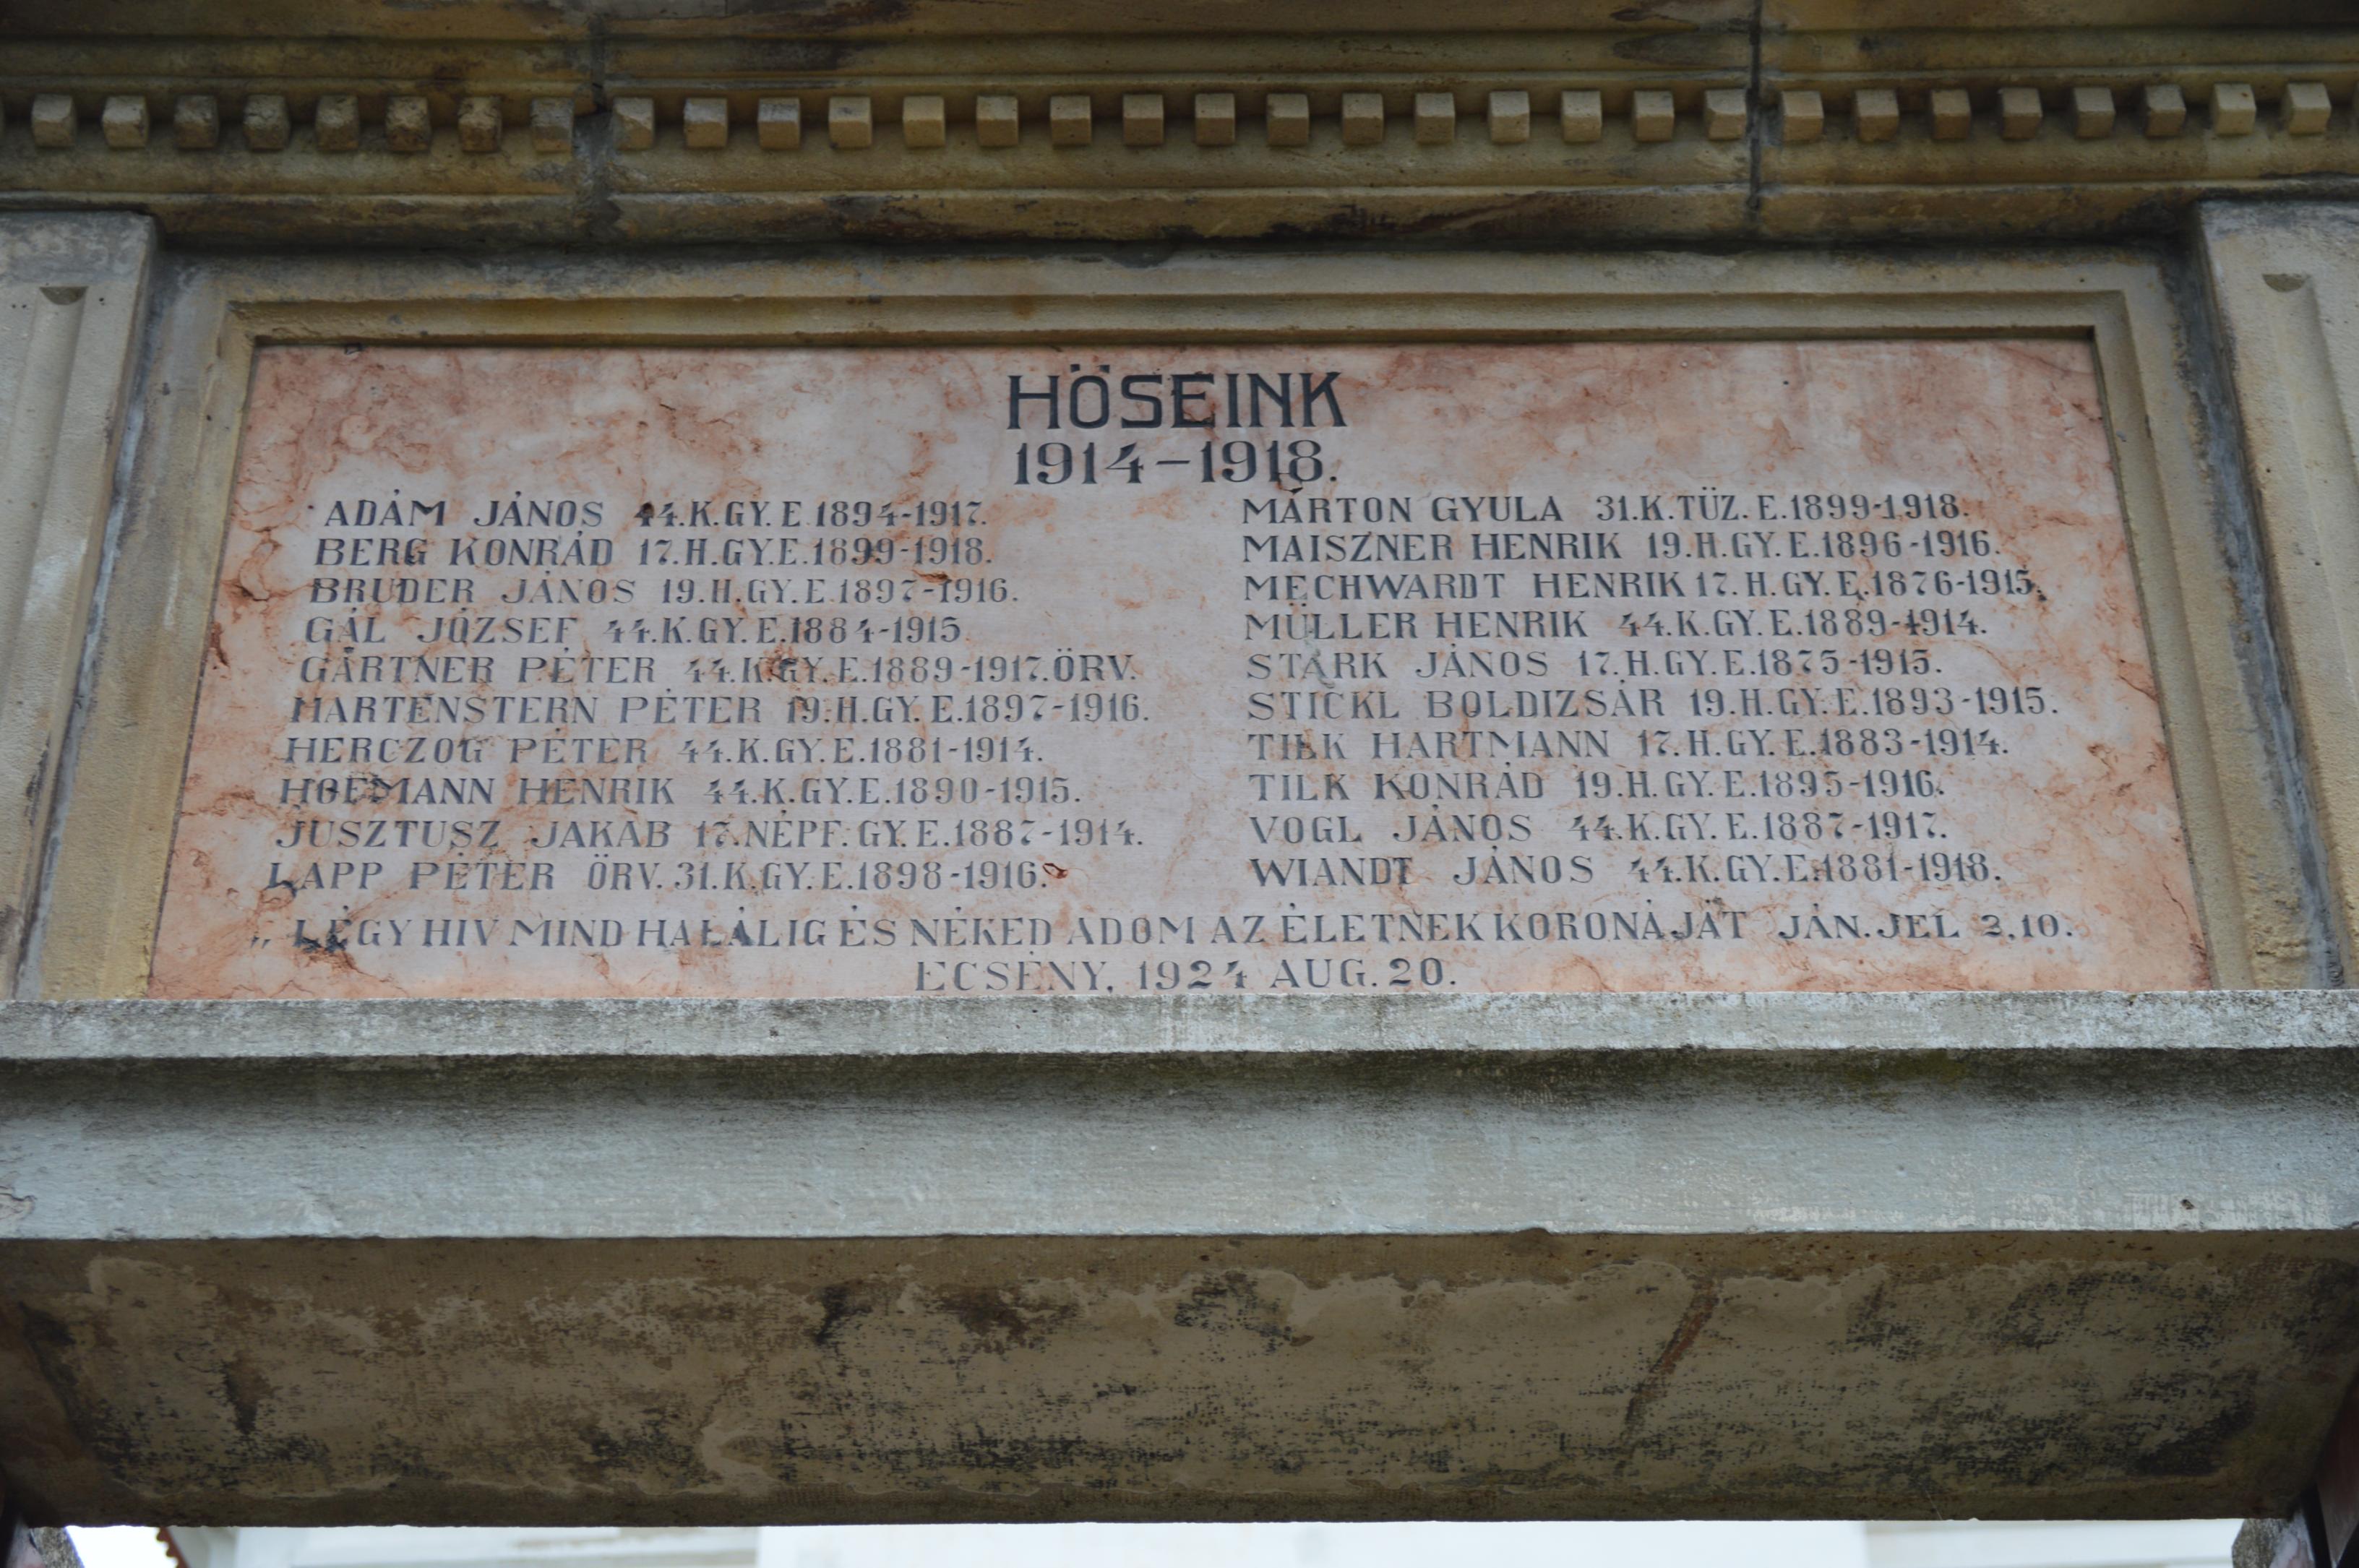 HÖSEINK
1914-1918.
ADÁM JÁNOS 44.K.GY.E.1894-1917.
BERG KONRÁD 17.H.GY.E.1899-1918.
BRUDER JÁNOS 19.H.GY.E.1897-1916.
GÁL JÓZSEF 44.K.GY.E.1884-1915.
GÄRTNER PÉTER 44.K.GY.E.1889-1917.ÖRV.
HARTENSTERN PÉTER 19.H.GY.E.1897-1916.
HERCZOG PÉTER 44.K.GY.E.1881-1914.
HOFMANN HENRIK 44.K.GY.E.1890-1915.
JUSZTUSZ JAKAB 17.NÉPF.GY.E.1887-1914.
LAPP PÉTER ÖRV. 31.K.GY.E.1898-1916.
MÁRTON GYULA 31.K.TÜZ.E.1899-1918.
MAISZNER HENRIK 19.H.GY.E.1896-1916.
MECHWARDT HENRIK 17.H.GY.E.1876-1915.
MÜLLER HENRIK 44.K.GY.E.1889-1914.
STARK JÁNOS 17.H.GY.E.1875-1915.
STICKL BOLDIZSÁR 19.H.GY.E.1893-1915.
TILK HARTMANN 17.H.GY.E.1883-1914.
TILK KONRÁD 19.H.GY.E.1895-1916.
VOGL JÁNOS 44.K.GY.E.1887-1917.
WIANDT JÁNOS 44.K.GY.E.1881-1918.
„LÉGY HIV MIND HALÁLIG ÉS NÉKED ADOM AZ ÉLETNEK KORONÁJÁT JÁN.JEL 2.10.
ECSÉNY, 1924 AUG.20.